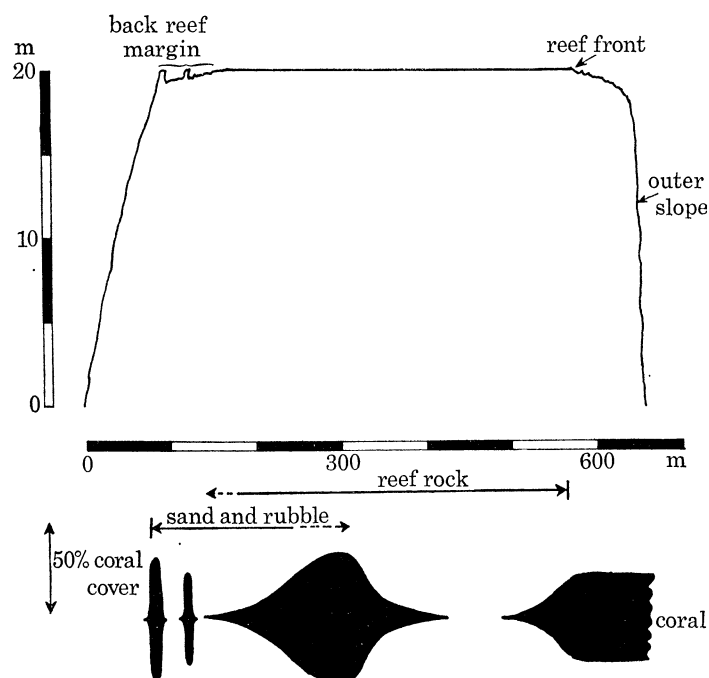 back reef
margin
m
reef front
20
outer
slope
10
0
0
300
600
m
reef rock
sand and rubble
50% coral
cover
coral